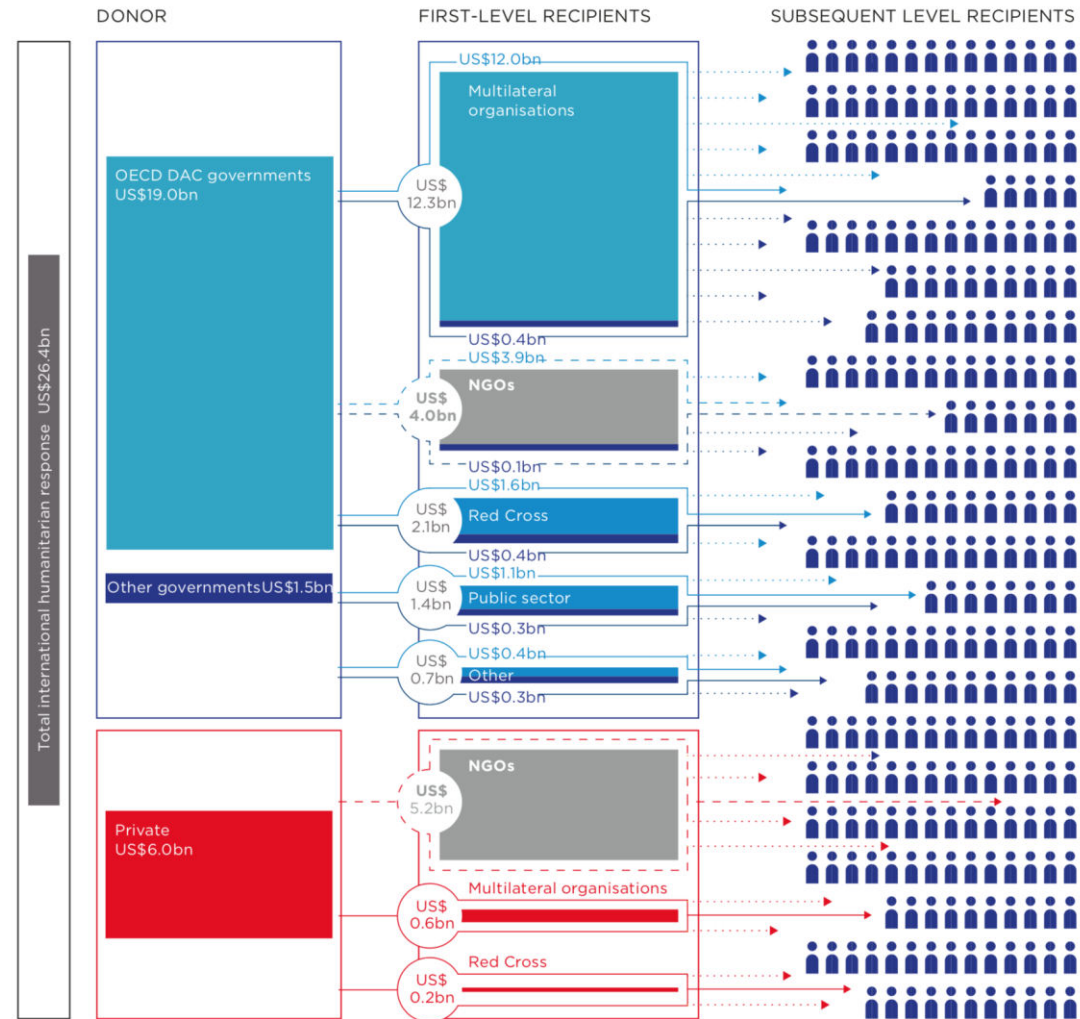 DONOR
FIRST-LEVEL RECIPIENTS
SUBSEQUENT LEVEL RECIPIENTS
Total international humanitarian response US$26.4bn
OECD DAC governments
US$19.0bn
Other governmentsUS$1.5bn
US$12.0bn
Multilateral
organisations
US$
12.3bn
US$0.4bn
US$3.9bn
NGOs
US$
4.0bn
US$0.1bn
US$1.6bn
Red Cross
US$
2.1bn
US$0.4bn
US$1.1bn
Public sector
US$
1.4bn
US$0.3bn
US$0.4bn
Other
US$
0.7bn
US$0.3bn
Private
US$6.0bn
NGOs
US$
5.2bn
Multilateral organisations
US$
0.6bn
Red Cross
US$
0.2bn